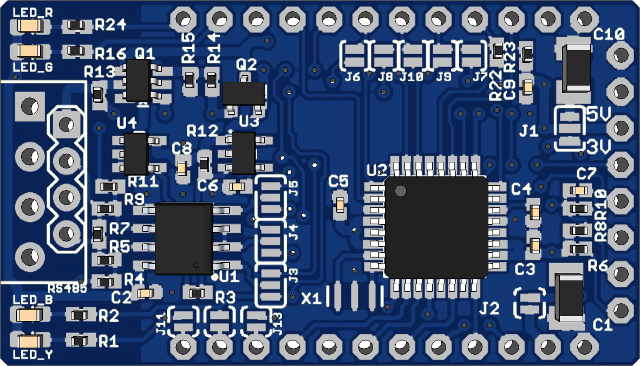 LED_R
R24
LED_G
R16
R13
Q1
R15
R14
Q2
J6
J8
J10
J9
J7
R22
R23
C9
C10
5V
J1
3V
U4
R12
U3
C8
C6
R11
R9
R7
R5
R4
RS485
C2
U1
R3
J5
J4
J3
C5
U2
X1
C4
C3
C7
R10
R8
R6
J2
C1
LED_B
R2
LED_Y
R1
J11
J13